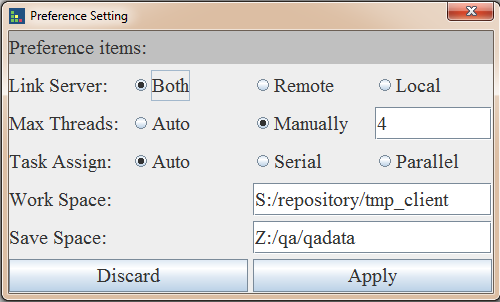 Preference Setting
Preference items:
Link Server: Both Remote Local
Max Threads: Auto Manually 4
Task Assign: Auto Serial Parallel
Work Space: S:/repository/tmp_client
Save Space: Z:/qa/qadata
Discard Apply